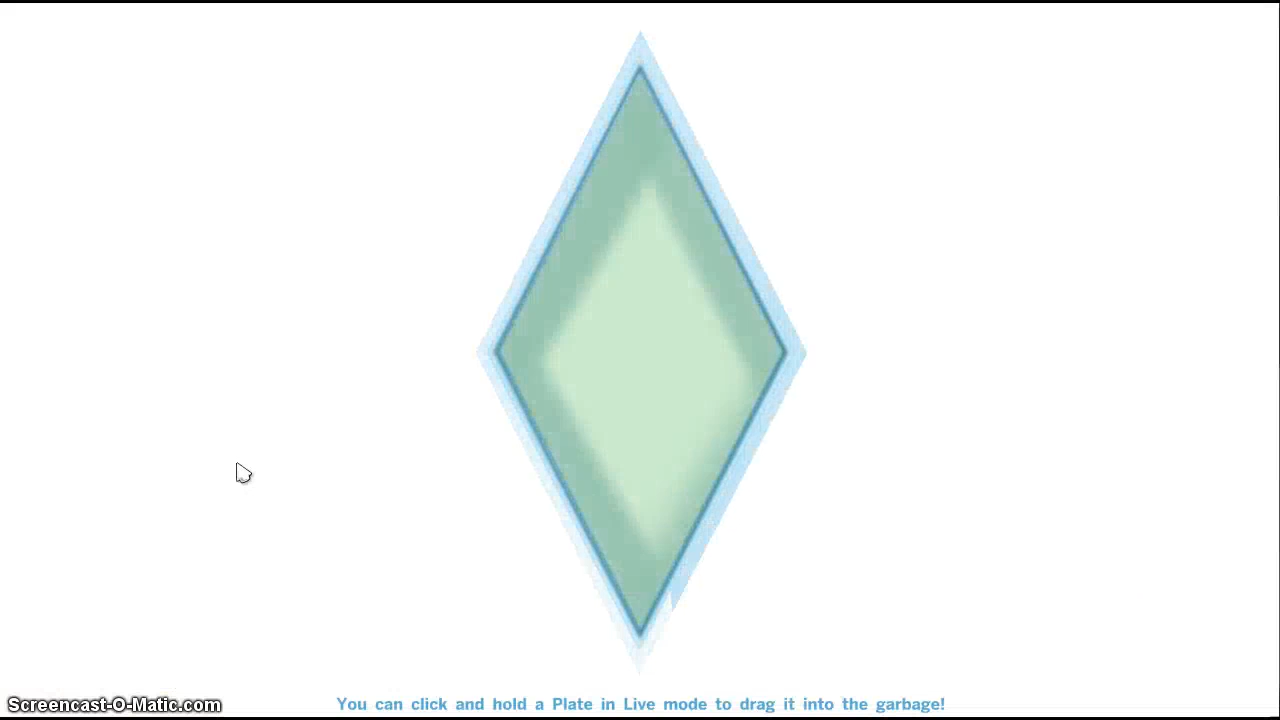 You can click and hold a Plate in Live mode to drag it into the garbage!
Screencast-O-Matic.com